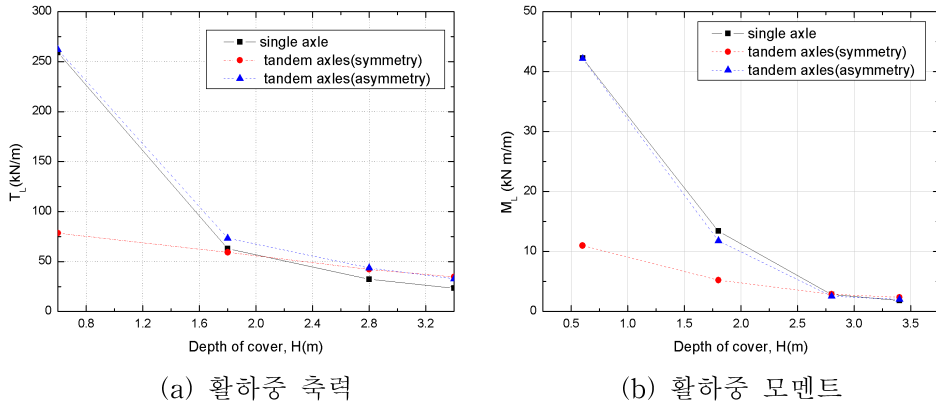 300
250
200
150
100
50
0
T_L(kN/m)
single axle
tandem axles(symmetry)
tandem axles(asymmetry)
0.8 1.2 1.6 2.0 2.4 2.8 3.2
Depth of cover, H(m)
(a) 활하중 축력
50
40
30
20
10
0
M_L (kN m/m)
single axle
tandem axles(symmetry)
tandem axles(asymmetry)
0.5 1.0 1.5 2.0 2.5 3.0 3.5
Depth of cover, H(m)
(b) 활하중 모멘트